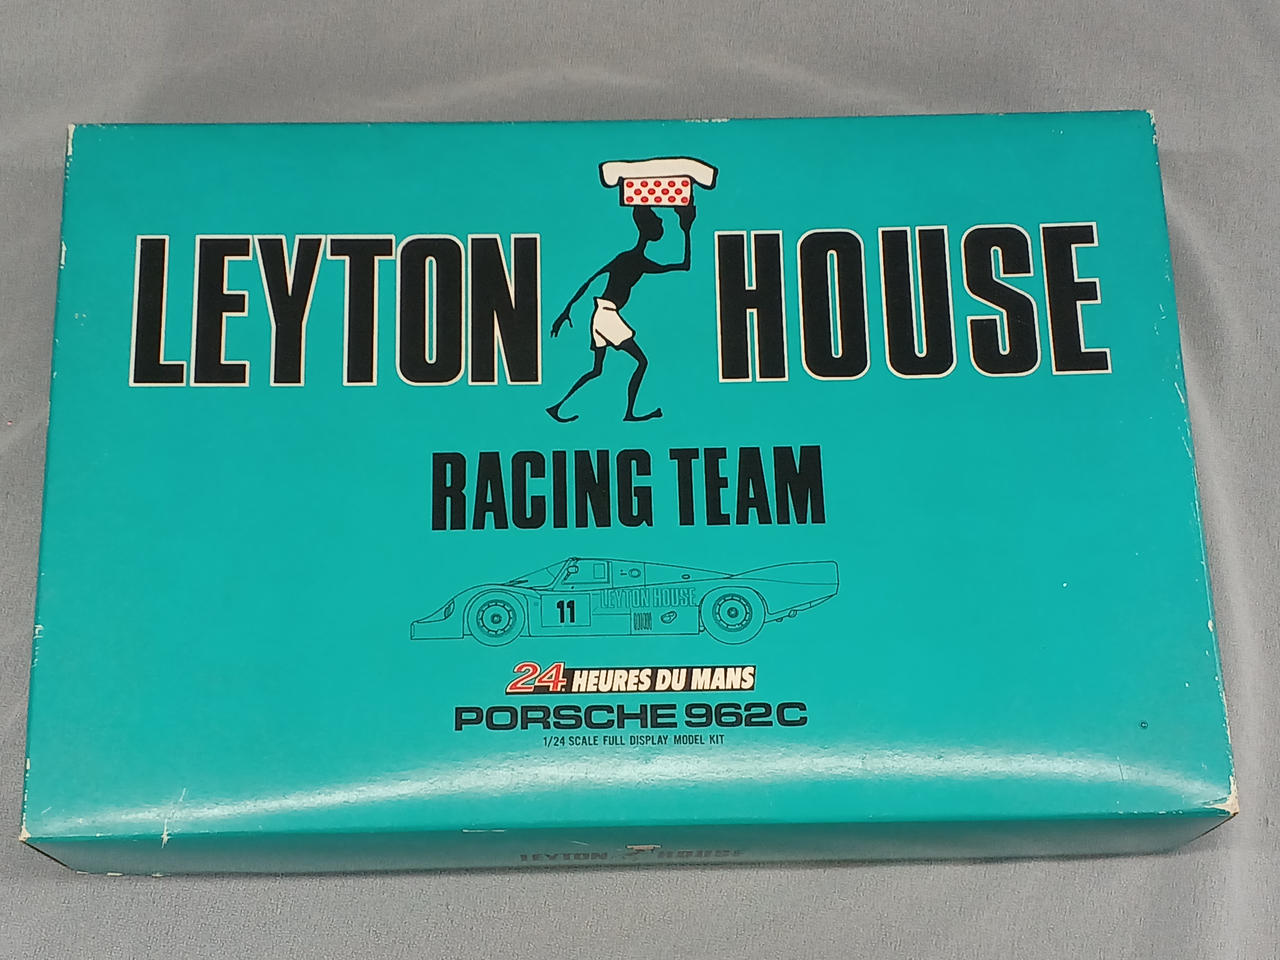 LEYTON HOUSE
RACING TEAM
11 LEYTON HOUSE
24 HEURES DU MANS
PORSCHE 962C
1/24 SCALE FULL DISPLAY MODEL KIT
LEYTON HOUSE